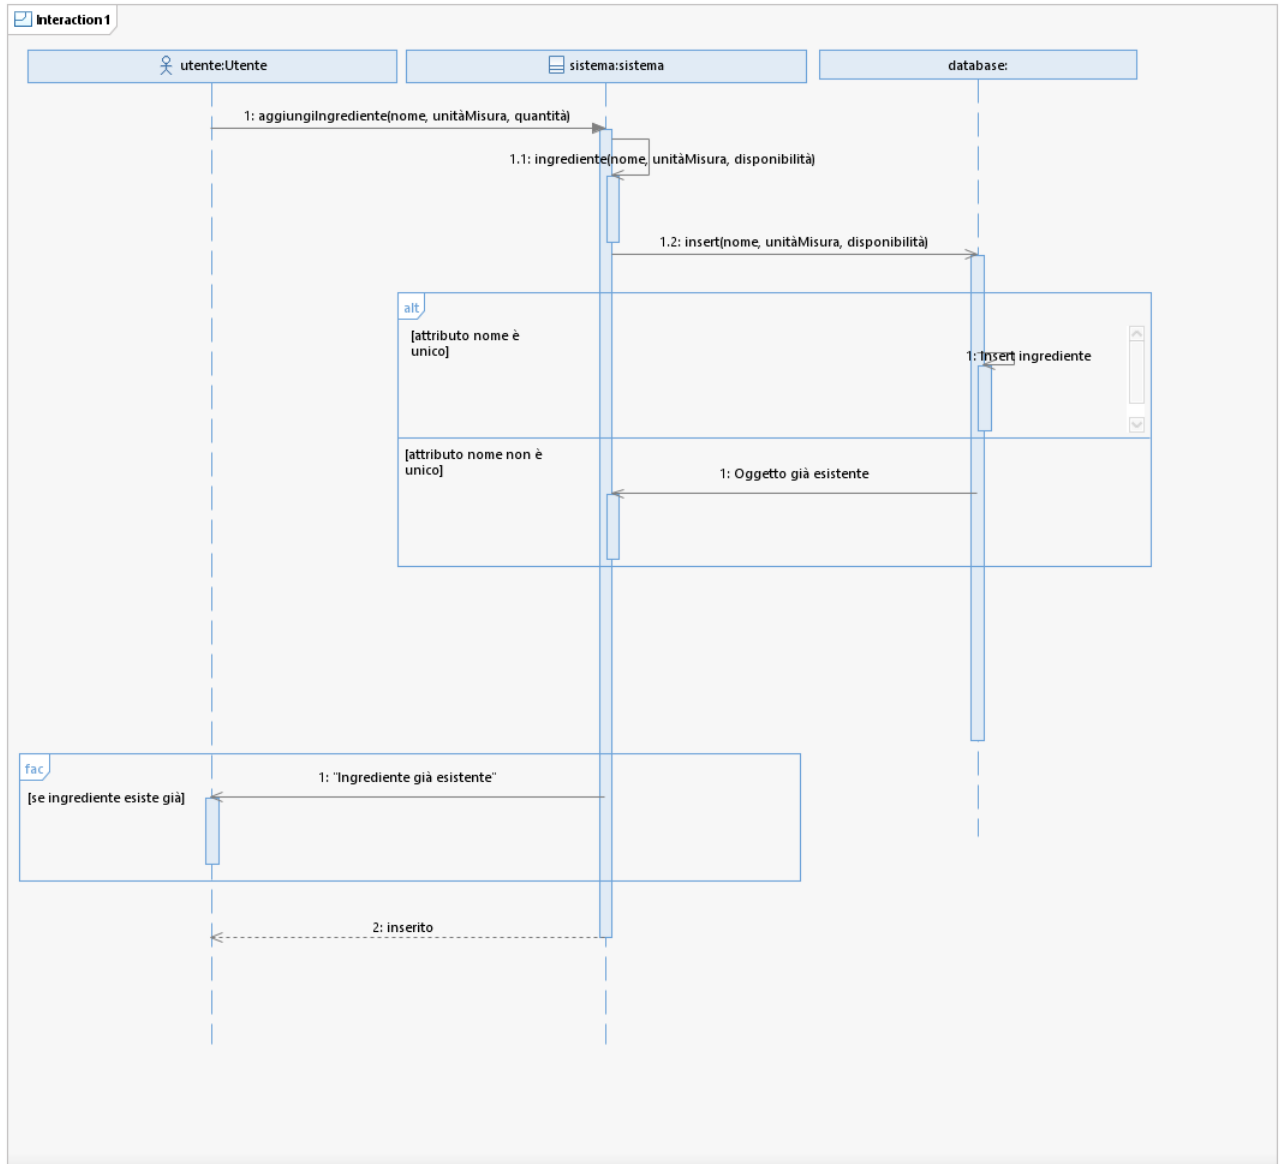 Interaction1
utente:Utente
sistema:sistema
database:
1: aggiungiIngrediente(nome, unitàMisura, quantità)
1.1: ingrediente(nome, unitàMisura, disponibilità)
1.2: insert(nome, unitàMisura, disponibilità)
alt
[attributo nome è
unico]
1: Insert ingrediente
[attributo nome non è
unico]
1: Oggetto già esistente
fac
1: "Ingrediente già esistente"
[se ingrediente esiste già]
2: inserito